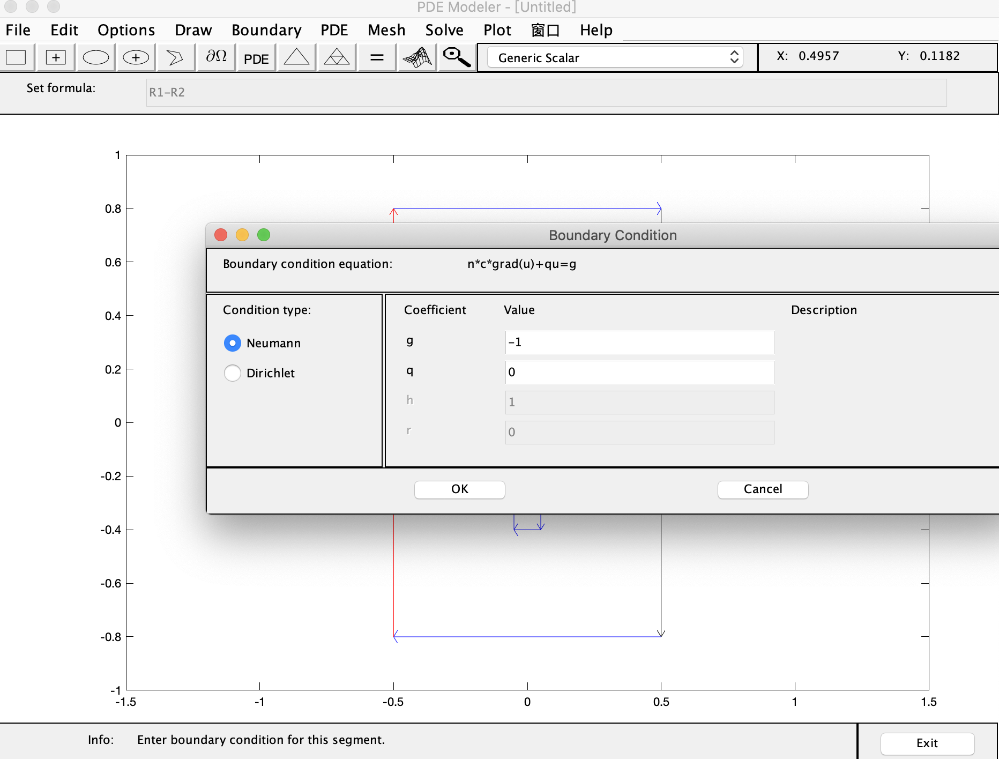 PDE Modeler - [Untitled]
File Edit Options Draw Boundary PDE Mesh Solve Plot 窗口 Help
∂Ω PDE = Generic Scalar X: 0.4957 Y: 0.1182
Set formula: R1-R2
1
0.8
0.6
0.4
0.2
0
-0.2
-0.4
-0.6
-0.8
-1
-1.5 -1 -0.5 0 0.5 1 1.5
Boundary Condition
Boundary condition equation: n*c*grad(u)+qu=g
Condition type:
Neumann
Dirichlet
Coefficient Value Description
g -1
q 0
h 1
r 0
OK Cancel
Info: Enter boundary condition for this segment.
Exit